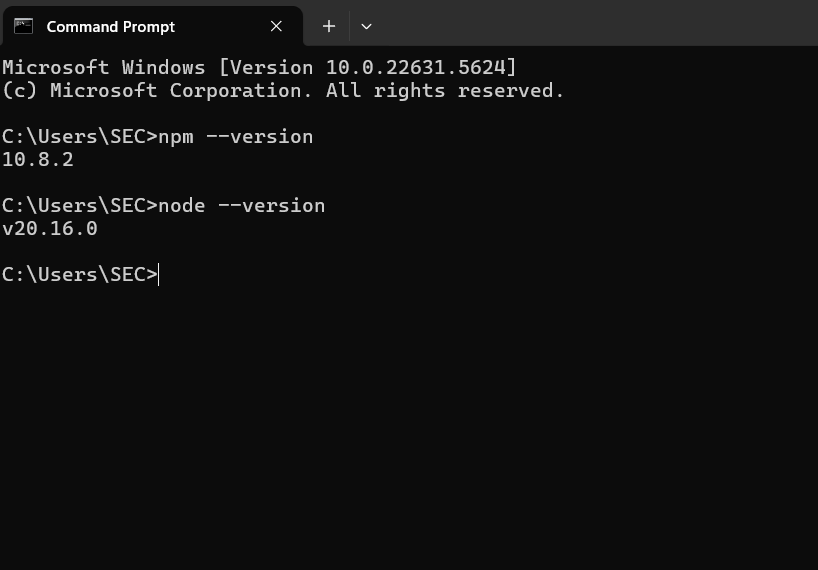 Command Prompt
Microsoft Windows [Version 10.0.22631.5624]
(c) Microsoft Corporation. All rights reserved.
C:\Users\SEC>npm --version
10.8.2
C:\Users\SEC>node --version
v20.16.0
C:\Users\SEC>